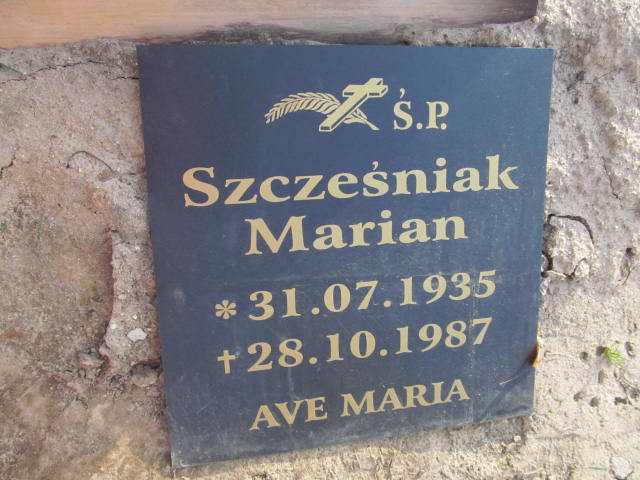 Ś.P.
Szcześniak
Marian
* 31.07.1935
† 28.10.1987
AVE MARIA